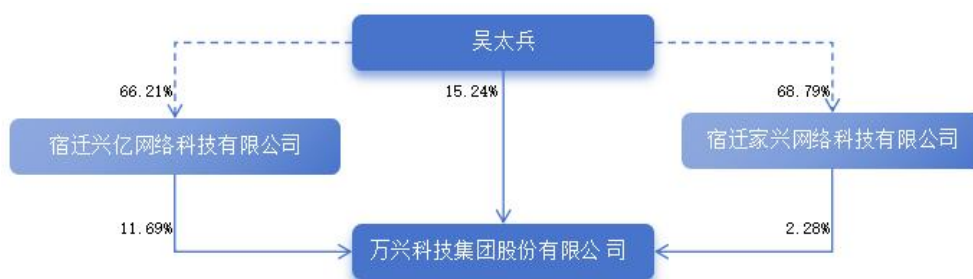 吴太兵
66.21%
15.24%
68.79%
宿迁兴亿网络科技有限公司
宿迁家兴网络科技有限公司
11.69%
2.28%
万兴科技集团股份有限公司